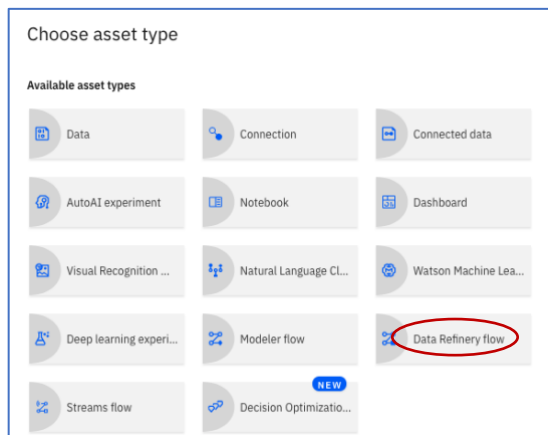 Choose asset type
Available asset types
Data
Connection
Connected data
AutoAI experiment
Notebook
Dashboard
Visual Recognition ...
Natural Language Cl...
Watson Machine Lea...
Deep learning experi...
Modeler flow
Data Refinery flow
NEW
Streams flow
Decision Optimizatio...